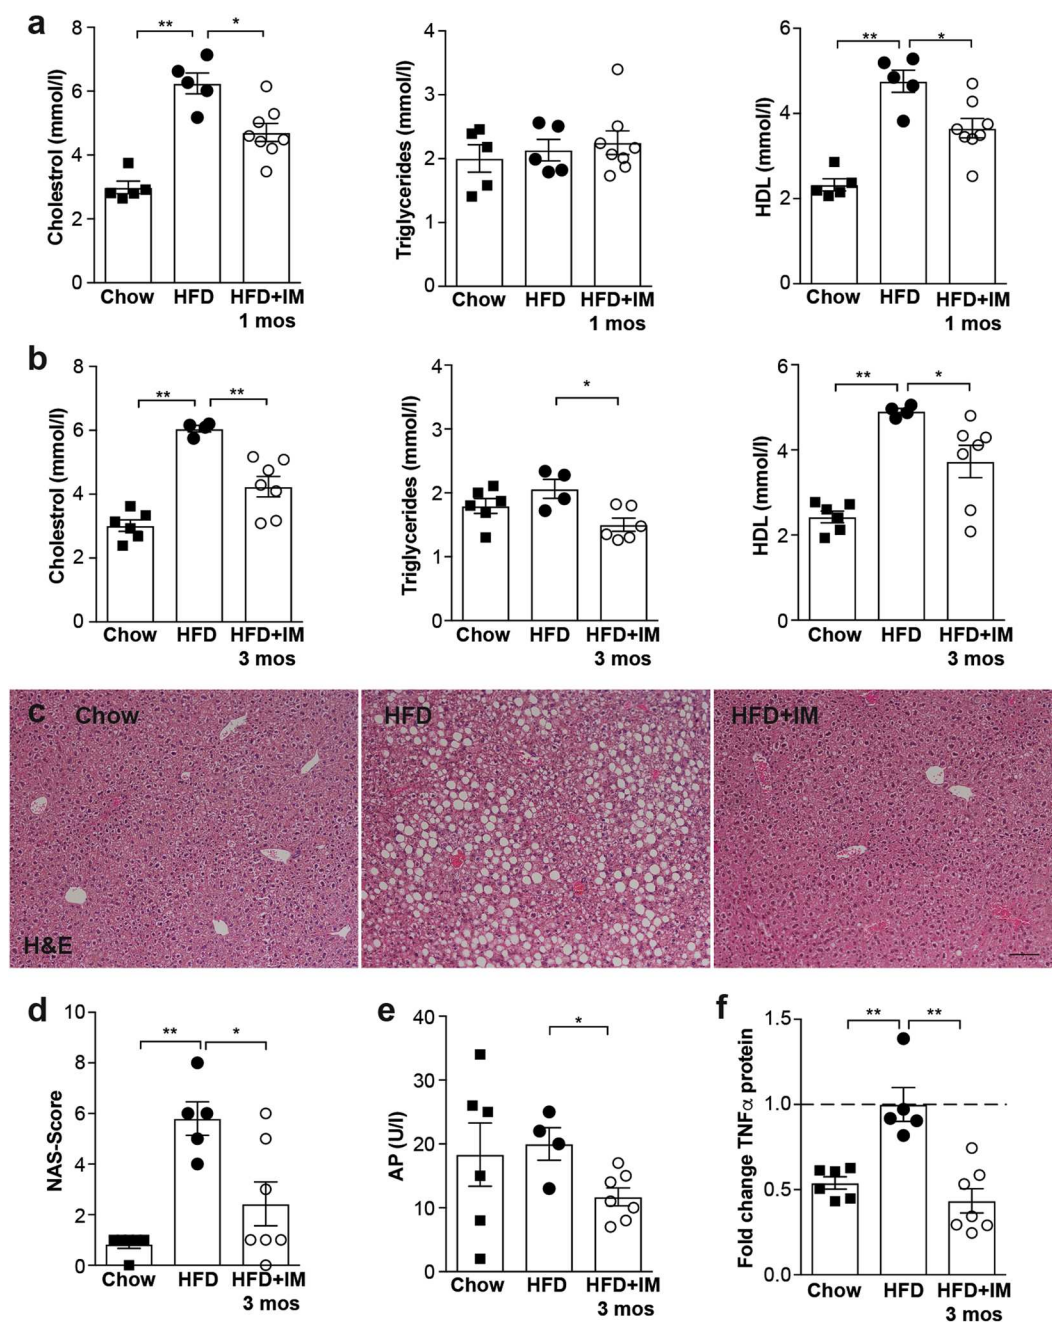 a
Cholestrol (mmol/l)
8
6
4
2
0
**
*
Chow
HFD
HFD+IM
1 mos
Triglycerides (mmol/l)
4
3
2
1
0
Chow
HFD
HFD+IM
1 mos
HDL (mmol/l)
6
4
2
0
**
*
Chow
HFD
HFD+IM
1 mos
b
Cholestrol (mmol/l)
8
6
4
2
0
**
**
Chow
HFD
HFD+IM
3 mos
Triglycerides (mmol/l)
4
3
2
1
0
*
Chow
HFD
HFD+IM
3 mos
HDL (mmol/l)
6
4
2
0
**
*
Chow
HFD
HFD+IM
3 mos
c
Chow
H&E
HFD
HFD+IM
d
NAS-Score
10
8
6
4
2
0
**
*
Chow
HFD
HFD+IM
3 mos
e
AP (U/l)
40
30
20
10
0
*
Chow
HFD
HFD+IM
3 mos
f
Fold change TNFα protein
1.5
1.0
0.5
0.0
**
**
Chow
HFD
HFD+IM
3 mos